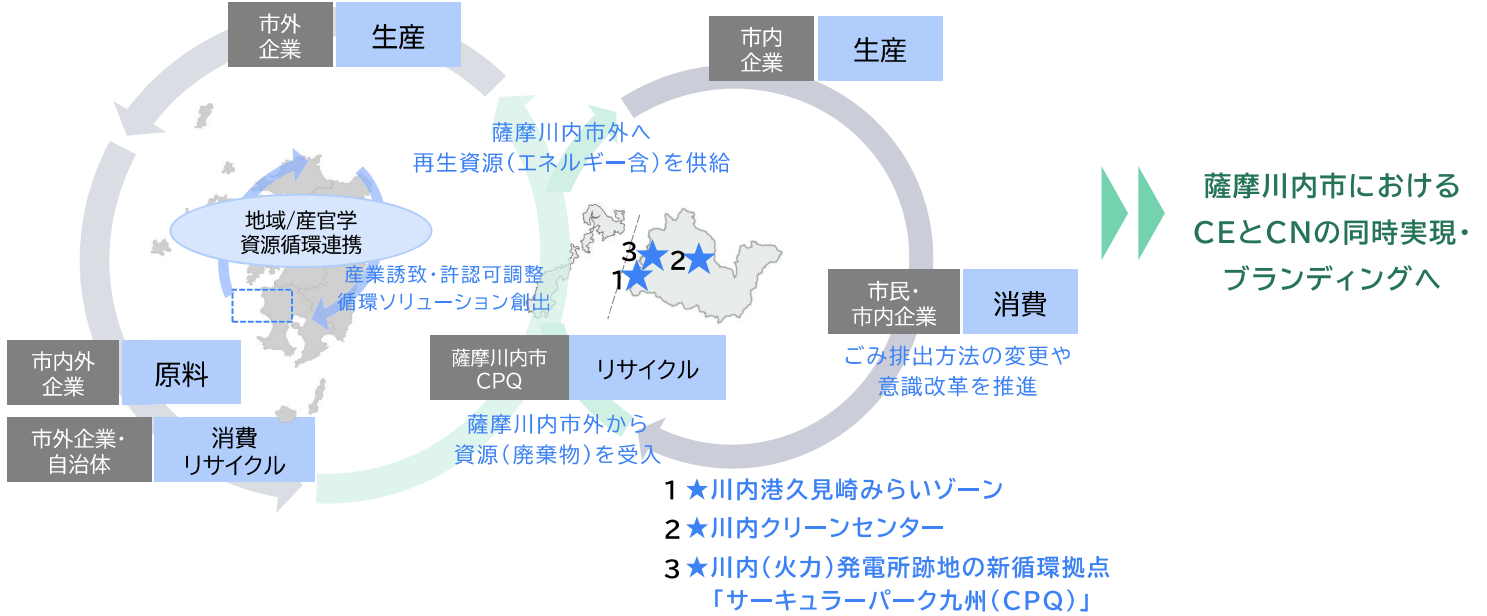 市外
企業
生産
市内
企業
生産
薩摩川内市外へ
再生資源（エネルギー含）を供給
地域/産官学
資源循環連携
産業誘致・許認可調整
循環ソリューション創出
3
2
1
薩摩川内市における
CEとCNの同時実現・
ブランディングへ
市民・
市内企業
消費
ごみ排出方法の変更や
意識改革を推進
市内外
企業
原料
薩摩川内市
CPQ
リサイクル
市外企業・
自治体
消費
リサイクル
薩摩川内市外から
資源（廃棄物）を受入
1 ★川内港久見崎みらいゾーン
2 ★川内クリーンセンター
3 ★川内（火力）発電所跡地の新循環拠点
「サーキュラーパーク九州（CPQ）」